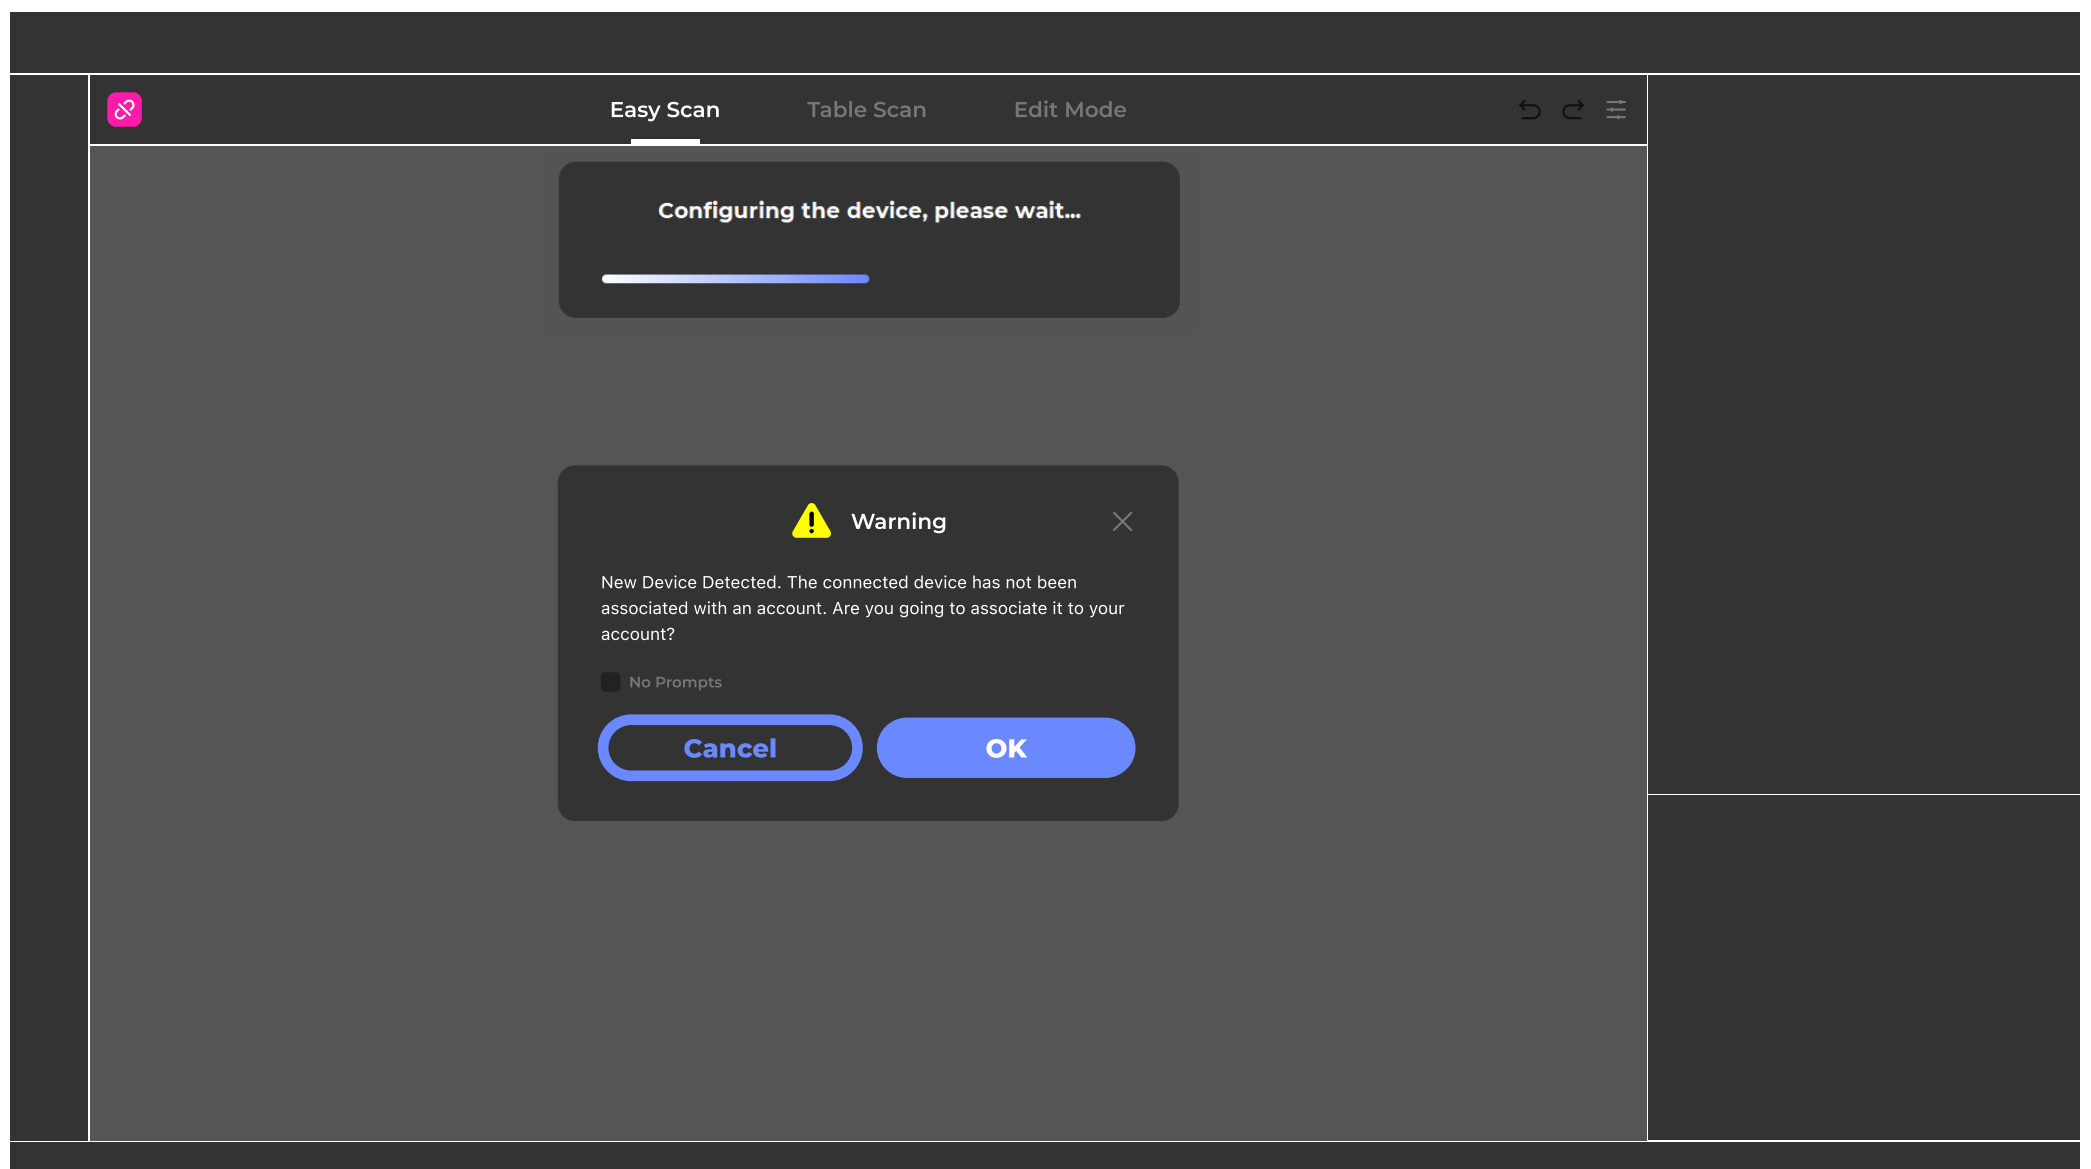 Easy Scan Table Scan Edit Mode
Configuring the device, please wait...
Warning
New Device Detected. The connected device has not been
associated with an account. Are you going to associate it to your
account?
No Prompts
Cancel OK